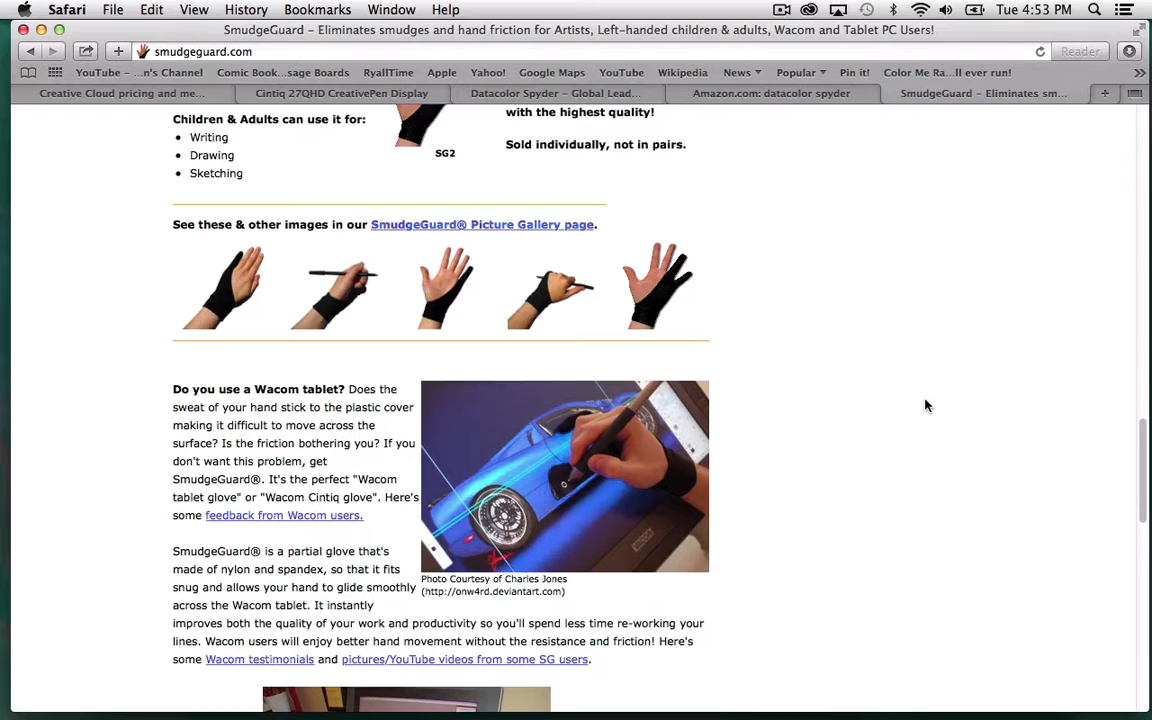 Safari File Edit View History Bookmarks Window Help Tue 4:53 PM
SmudgeGuard – Eliminates smudges and hand friction for Artists, Left-handed children & adults, Wacom and Tablet PC Users!
smudgeguard.com Reader
YouTube – ...n's Channel Comic Book...sage Boards RyallTime Apple Yahoo! Google Maps YouTube Wikipedia News Popular Pin it! Color Me Ra...ll ever run!
Creative Cloud pricing and me... Cintiq 27QHD CreativePen Display Datacolor Spyder – Global Lead... Amazon.com: datacolor spyder SmudgeGuard – Eliminates sm...
Children & Adults can use it for:
• Writing
• Drawing
• Sketching
SG2
with the highest quality!
Sold individually, not in pairs.
See these & other images in our SmudgeGuard® Picture Gallery page.
Do you use a Wacom tablet? Does the
sweat of your hand stick to the plastic cover
making it difficult to move across the
surface? Is the friction bothering you? If you
don't want this problem, get
SmudgeGuard®. It's the perfect "Wacom
tablet glove" or "Wacom Cintiq glove". Here's
some feedback from Wacom users.
WACOM
Photo Courtesy of Charles Jones
(http://onw4rd.deviantart.com)
SmudgeGuard® is a partial glove that's
made of nylon and spandex, so that it fits
snug and allows your hand to glide smoothly
across the Wacom tablet. It instantly
improves both the quality of your work and productivity so you'll spend less time re-working your
lines. Wacom users will enjoy better hand movement without the resistance and friction! Here's
some Wacom testimonials and pictures/YouTube videos from some SG users.